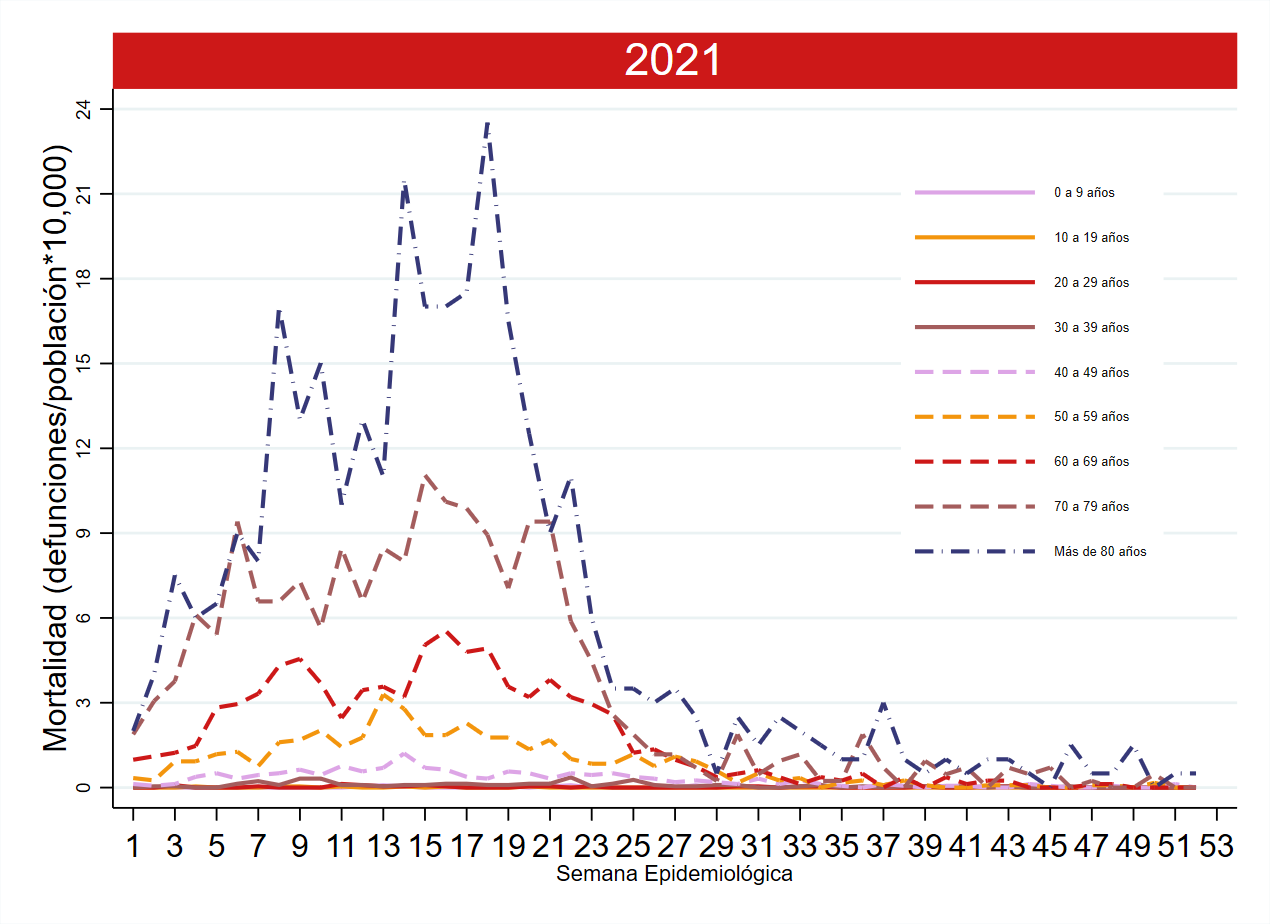 2021
Mortalidad (defunciones/población*10,000)
24
21
18
15
12
9
6
3
0
0 a 9 años
10 a 19 años
20 a 29 años
30 a 39 años
40 a 49 años
50 a 59 años
60 a 69 años
70 a 79 años
Más de 80 años
1 3 5 7 9 11 13 15 17 19 21 23 25 27 29 31 33 35 37 39 41 43 45 47 49 51 53
Semana Epidemiológica